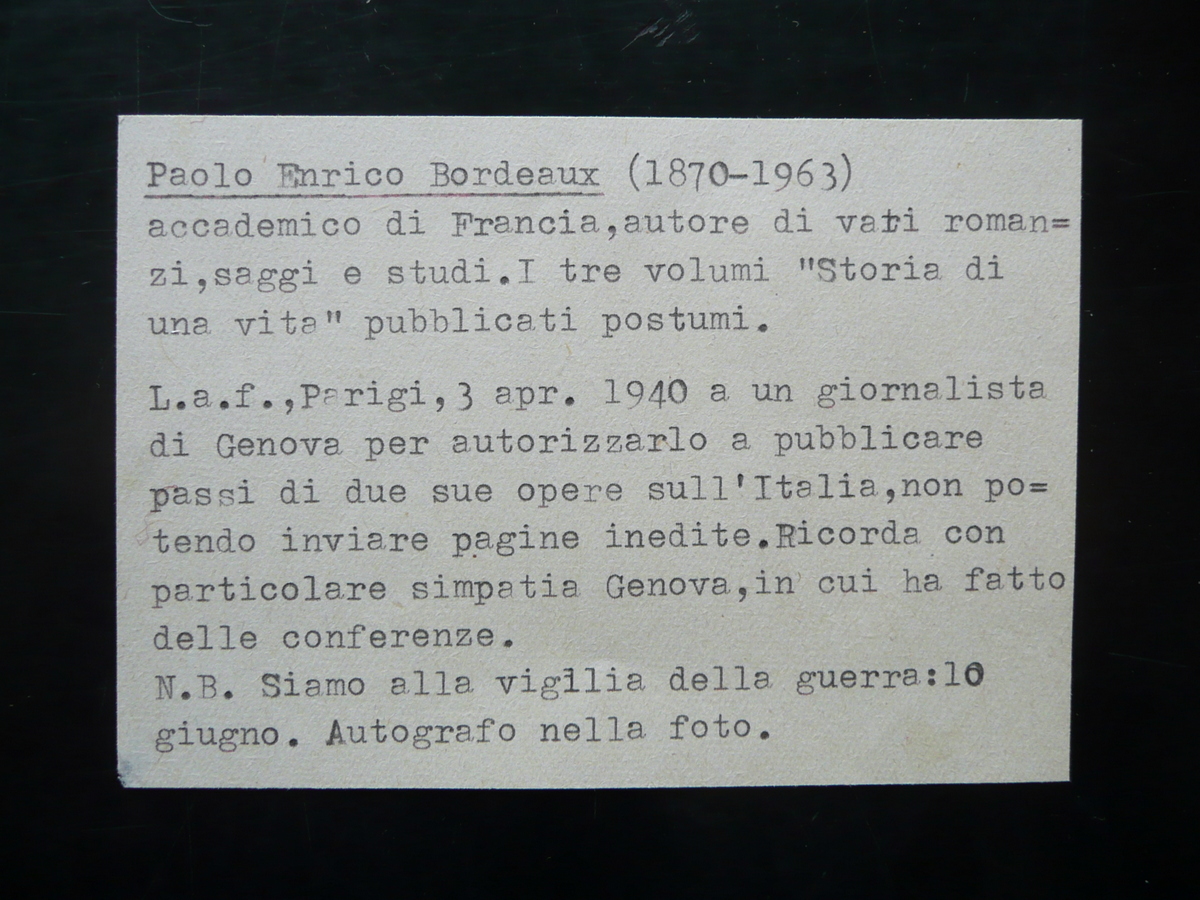 Paolo Enrico Bordeaux (1870-1963)
accademico di Francia,autore di vari roman=
zi,saggi e studi.I tre volumi "Storia di
una vita" pubblicati postumi.
L.a.f.,Parigi,3 apr. 1940 a un giornalista
di Genova per autorizzarlo a pubblicare
passi di due sue opere sull'Italia,non po=
tendo inviare pagine inedite.Ricorda con
particolare simpatia Genova,in cui ha fatto
delle conferenze.
N.B. Siamo alla vigilia della guerra:10
giugno. Autografo nella foto.